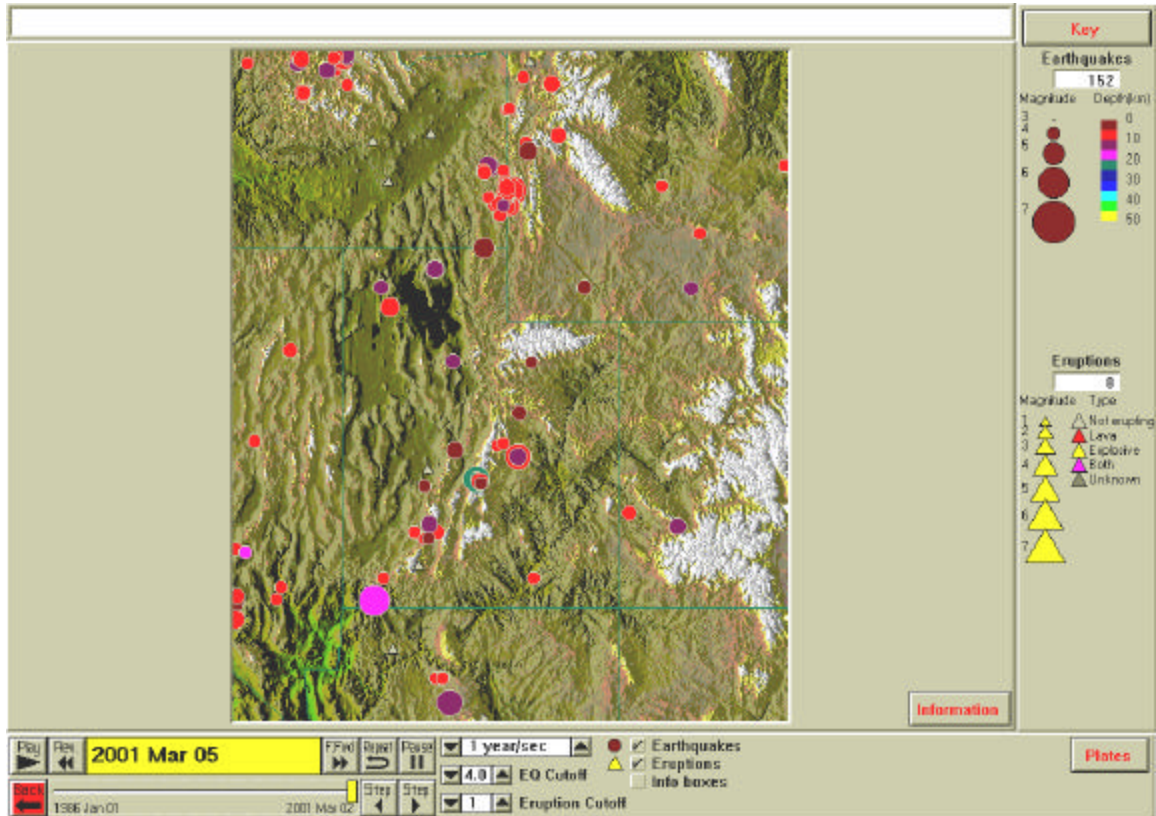 Key
Earthquakes
152
Magnitude Depth(km)
3
4
5
6
7
0
10
20
30
40
50
Eruptions
8
Magnitude Type
1
2
3
4
5
6
7
Not erupting
Lava
Explosive
Both
Unknown
Information
Play
Rev
2001 Mar 05
F.Fwd
Repeat
Pause
1 year/sec
Earthquakes
4.0 EQ Cutoff
Eruptions
Info boxes
Plates
Back
1986 Jan 01
2001 Mar 02
Step
Step
1 Eruption Cutoff